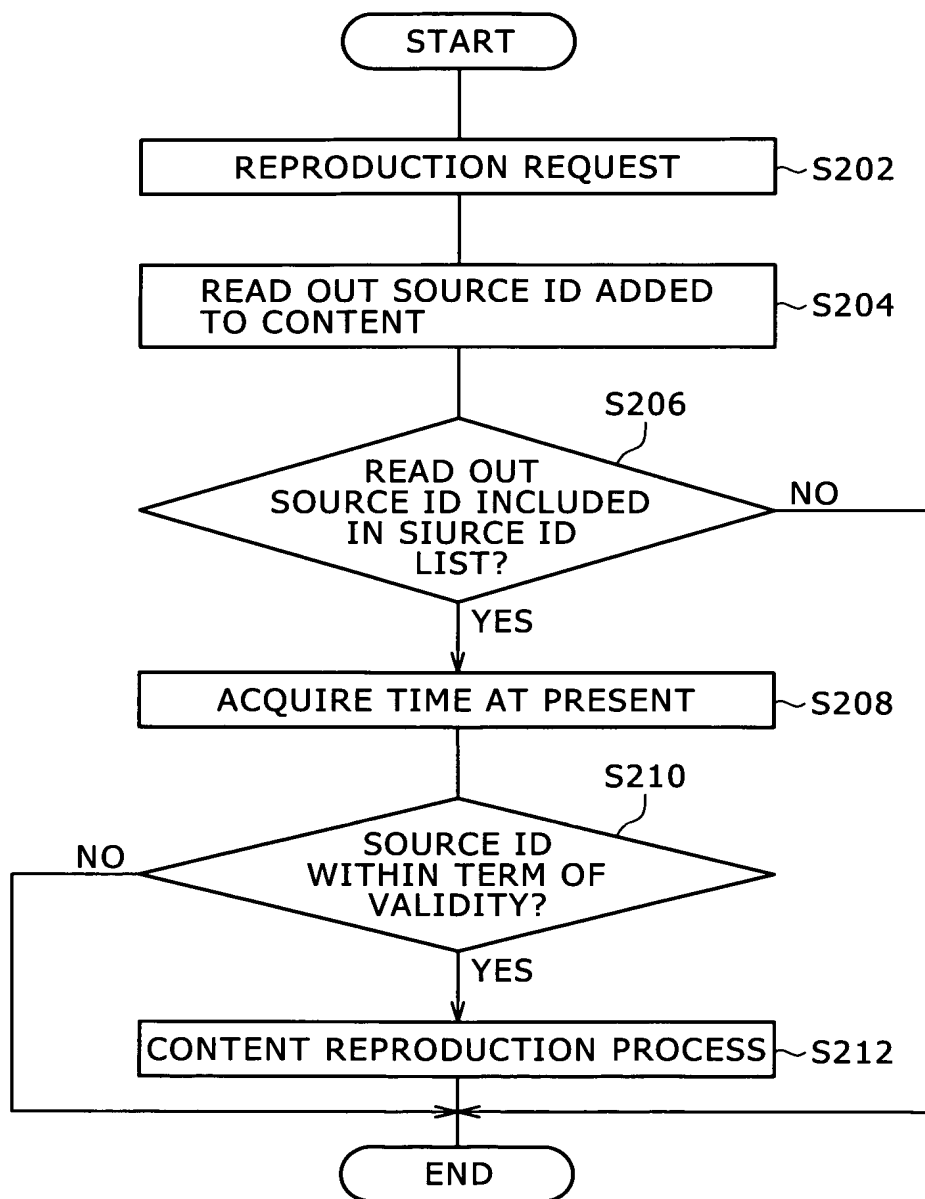 START
REPRODUCTION REQUEST
S202
READ OUT SOURCE ID ADDED
TO CONTENT
S204
S206
READ OUT
SOURCE ID INCLUDED
IN SIURCE ID
LIST?
NO
YES
ACQUIRE TIME AT PRESENT
S208
S210
SOURCE ID
WITHIN TERM OF
VALIDITY?
NO
YES
CONTENT REPRODUCTION PROCESS
S212
END